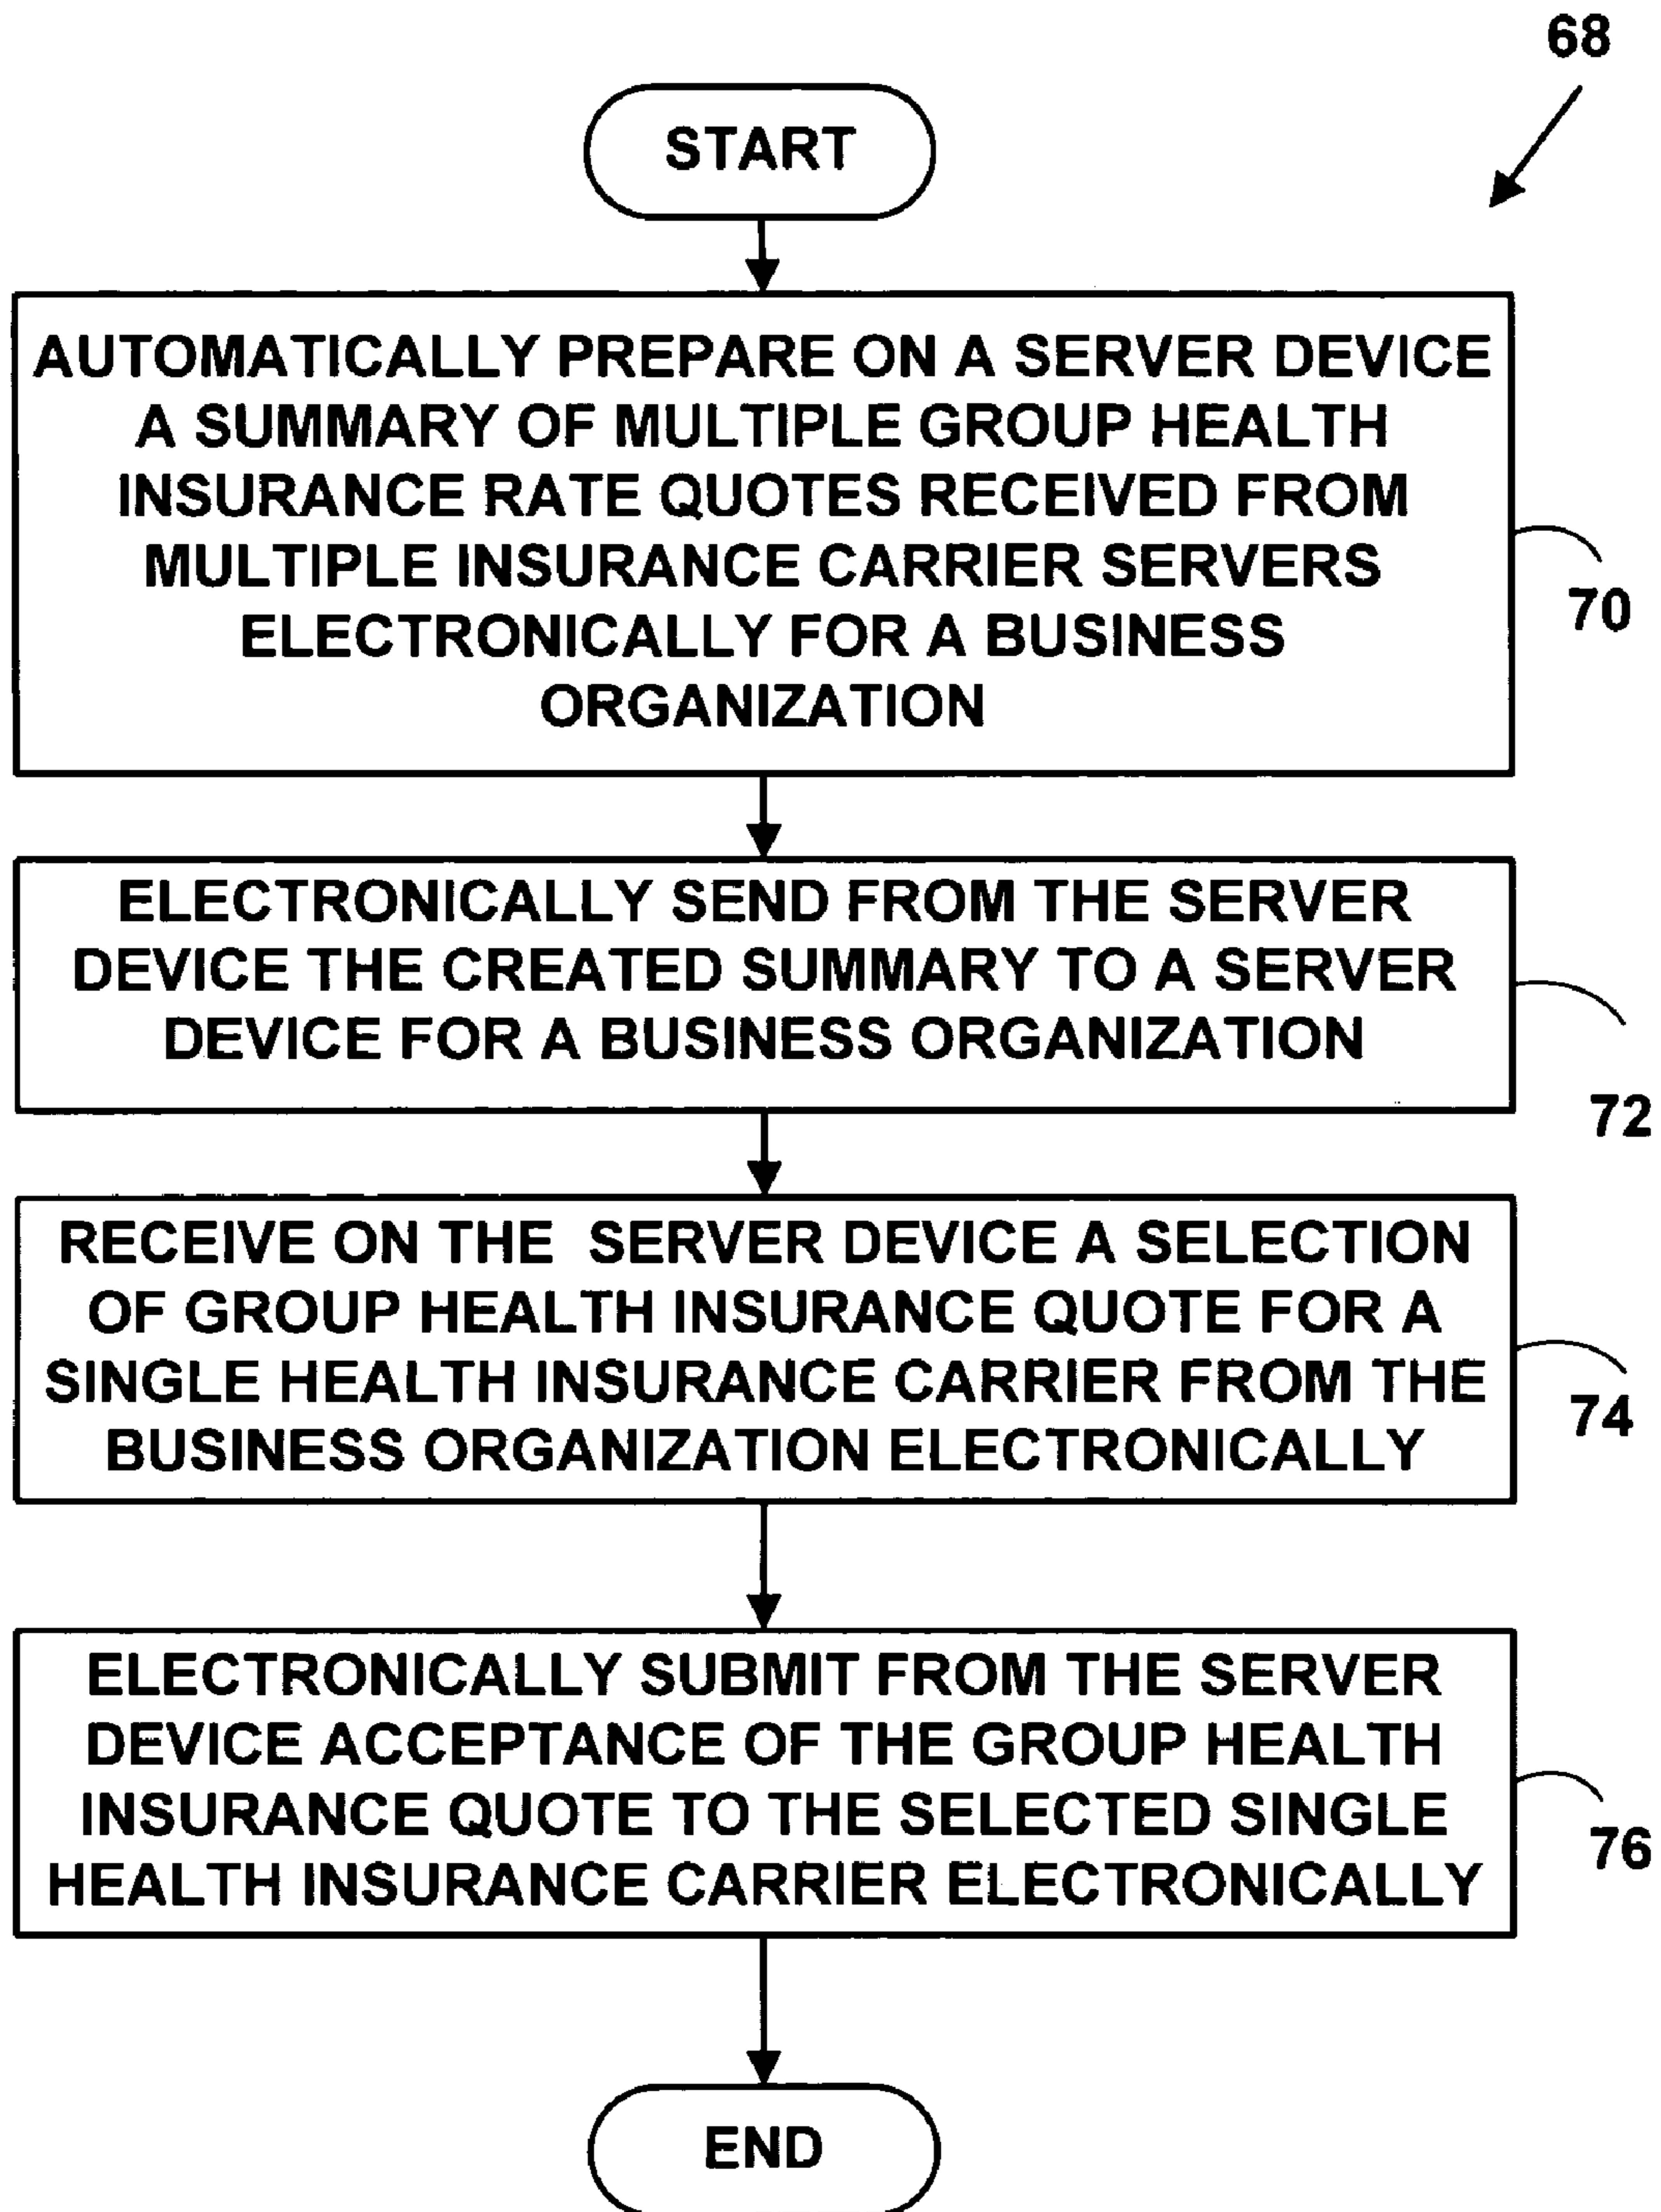 68
START
AUTOMATICALLY PREPARE ON A SERVER DEVICE
A SUMMARY OF MULTIPLE GROUP HEALTH
INSURANCE RATE QUOTES RECEIVED FROM
MULTIPLE INSURANCE CARRIER SERVERS
ELECTRONICALLY FOR A BUSINESS
ORGANIZATION
70
ELECTRONICALLY SEND FROM THE SERVER
DEVICE THE CREATED SUMMARY TO A SERVER
DEVICE FOR A BUSINESS ORGANIZATION
72
RECEIVE ON THE SERVER DEVICE A SELECTION
OF GROUP HEALTH INSURANCE QUOTE FOR A
SINGLE HEALTH INSURANCE CARRIER FROM THE
BUSINESS ORGANIZATION ELECTRONICALLY
74
ELECTRONICALLY SUBMIT FROM THE SERVER
DEVICE ACCEPTANCE OF THE GROUP HEALTH
INSURANCE QUOTE TO THE SELECTED SINGLE
HEALTH INSURANCE CARRIER ELECTRONICALLY
76
END